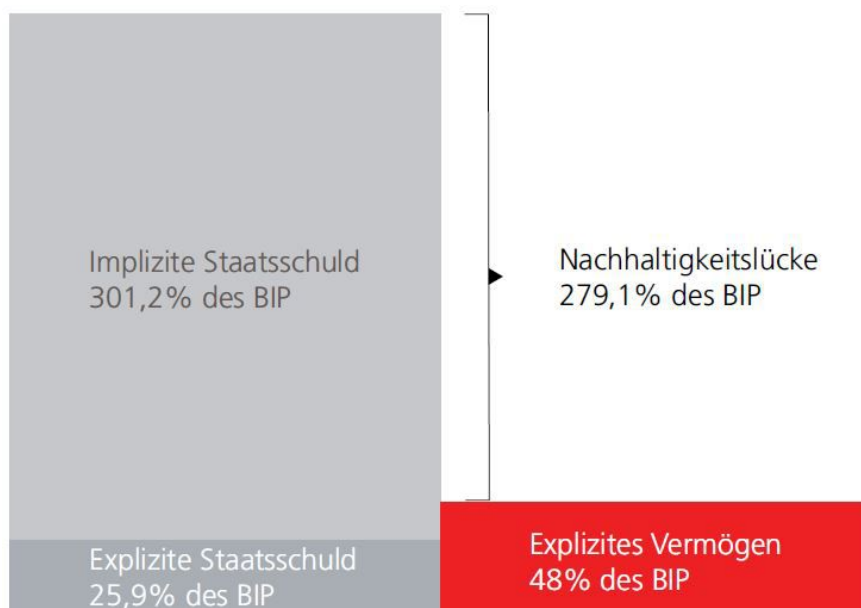 Implizite Staatsschuld
301,2% des BIP
Nachhaltigkeitslücke
279,1% des BIP
Explizite Staatsschuld
25,9% des BIP
Explizites Vermögen
48% des BIP